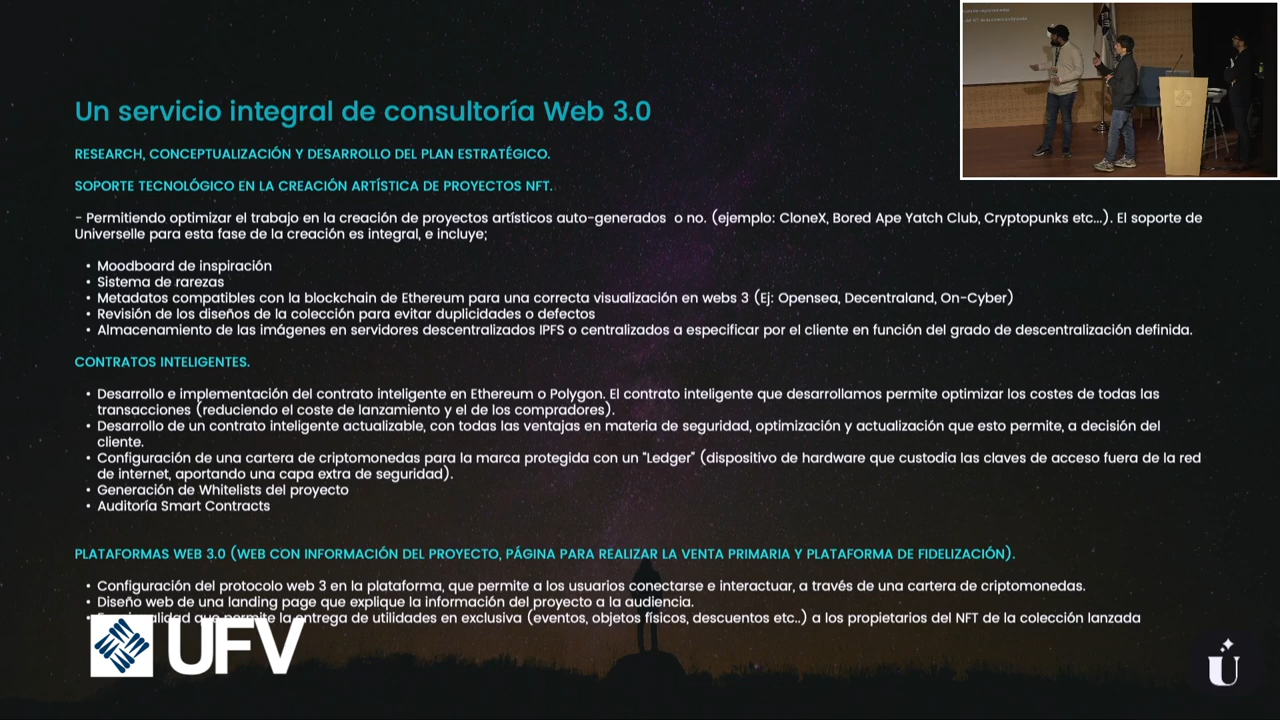 Un servicio integral de consultoría Web 3.0
RESEARCH, CONCEPTUALIZACIÓN Y DESARROLLO DEL PLAN ESTRATÉGICO.
SOPORTE TECNOLÓGICO EN LA CREACIÓN ARTÍSTICA DE PROYECTOS NFT.
- Permitiendo optimizar el trabajo en la creación de proyectos artísticos auto-generados o no. (ejemplo: CloneX, Bored Ape Yatch Club, Cryptopunks etc...). El soporte de
Universelle para esta fase de la creación es integral, e incluye;
• Moodboard de inspiración
• Sistema de rarezas
• Metadatos compatibles con la blockchain de Ethereum para una correcta visualización en webs 3 (Ej: Opensea, Decentraland, On-Cyber)
• Revisión de los diseños de la colección para evitar duplicidades o defectos
• Almacenamiento de las imágenes en servidores descentralizados IPFS o centralizados a especificar por el cliente en función del grado de descentralización definida.
CONTRATOS INTELIGENTES.
• Desarrollo e implementación del contrato inteligente en Ethereum o Polygon. El contrato inteligente que desarrollamos permite optimizar los costes de todas las
transacciones (reduciendo el coste de lanzamiento y el de los compradores).
• Desarrollo de un contrato inteligente actualizable, con todas las ventajas en materia de seguridad, optimización y actualización que esto permite, a decisión del
cliente.
• Configuración de una cartera de criptomonedas para la marca protegida con un "Ledger" (dispositivo de hardware que custodia las claves de acceso fuera de la red
de internet, aportando una capa extra de seguridad).
• Generación de Whitelists del proyecto
• Auditoría Smart Contracts
PLATAFORMAS WEB 3.0 (WEB CON INFORMACIÓN DEL PROYECTO, PÁGINA PARA REALIZAR LA VENTA PRIMARIA Y PLATAFORMA DE FIDELIZACIÓN).
• Configuración del protocolo web 3 en la plataforma, que permite a los usuarios conectarse e interactuar, a través de una cartera de criptomonedas.
• Diseño web de una landing page que explique la información del proyecto a la audiencia.
• que permite la entrega de utilidades en exclusiva (eventos, objetos físicos, descuentos etc..) a los propietarios del NFT de la colección lanzada
UFV
U